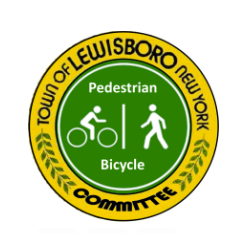 TOWN OF LEWISBORO NEW YORK
Pedestrian
Bicycle
COMMITTEE